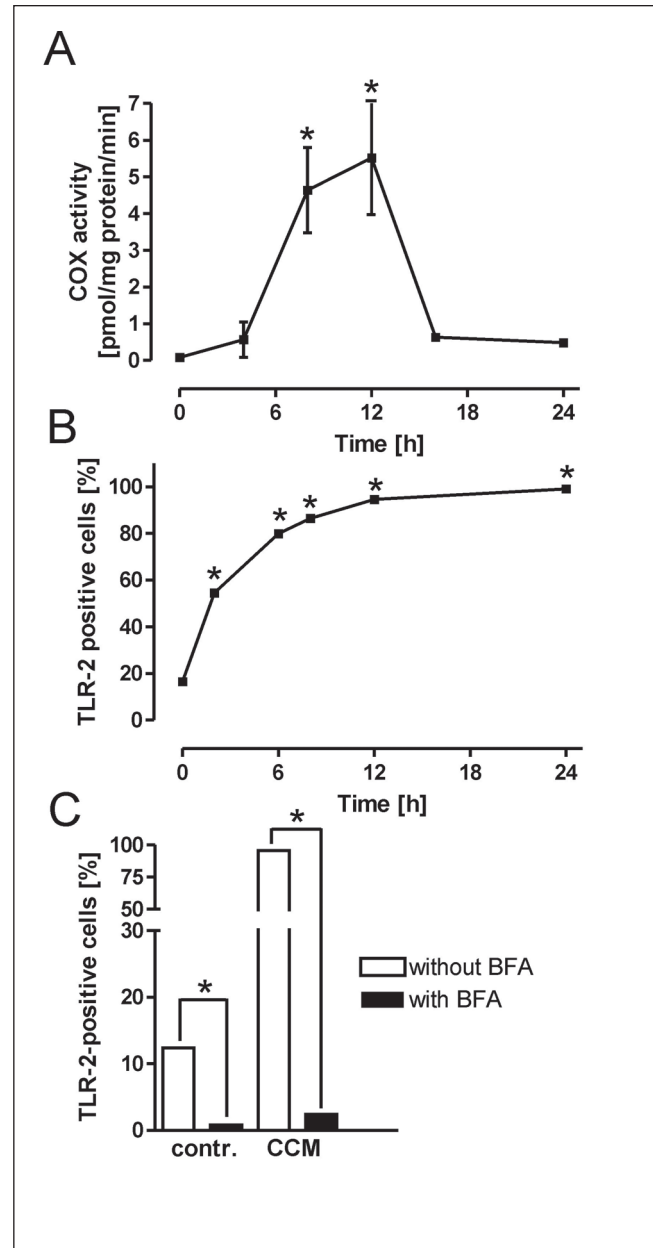 A
COX activity
[pmol/mg protein/min]
7
6
5
4
3
2
1
0
*
*
0 6 12 18 24
Time [h]
B
TLR-2 positive cells [%]
100
80
60
40
20
0
* * * * *
0 6 12 18 24
Time [h]
C
TLR-2-positive cells [%]
100
75
50
30
20
10
0
*
*
without BFA
with BFA
contr. CCM